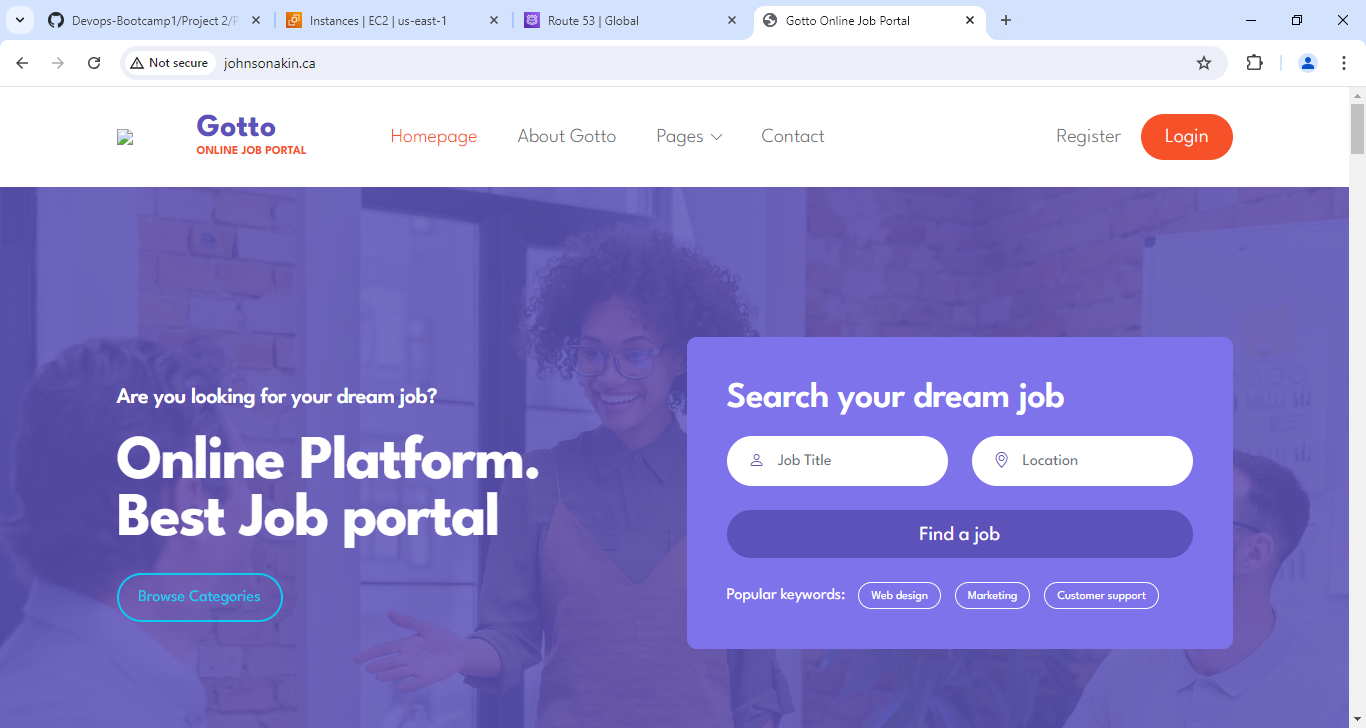 Devops-Bootcamp1/Project 2/P
Instances | EC2 | us-east-1
Route 53 | Global
Gotto Online Job Portal
Not secure
johnsonakin.ca
Gotto
ONLINE JOB PORTAL
Homepage
About Gotto
Pages
Contact
Register
Login
Are you looking for your dream job?
Online Platform.
Best Job portal
Browse Categories
Search your dream job
Job Title
Location
Find a job
Popular keywords:
Web design
Marketing
Customer support